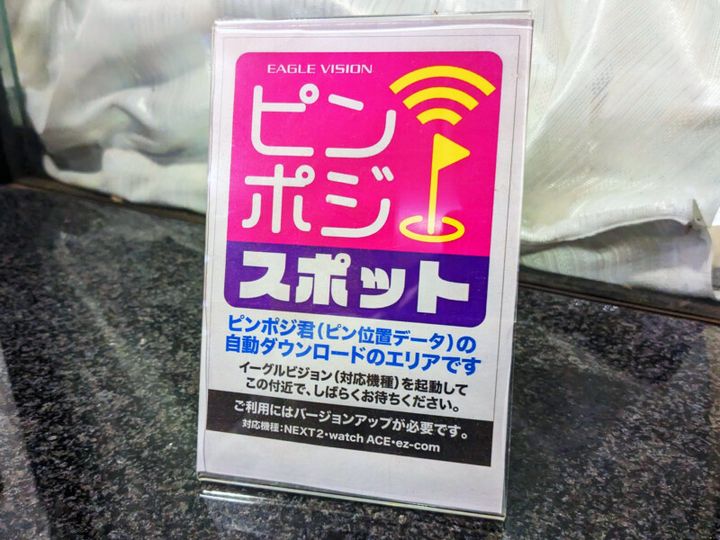 EAGLE VISION
ピン
ポジ
スポット
ピンポジ君(ピン位置データ)の
自動ダウンロードのエリアです
イーグルビジョン(対応機種)を起動して
この付近で、しばらくお待ちください。
ご利用にはバージョンアップが必要です。
対応機種:NEXT2・watch ACE・ez-com